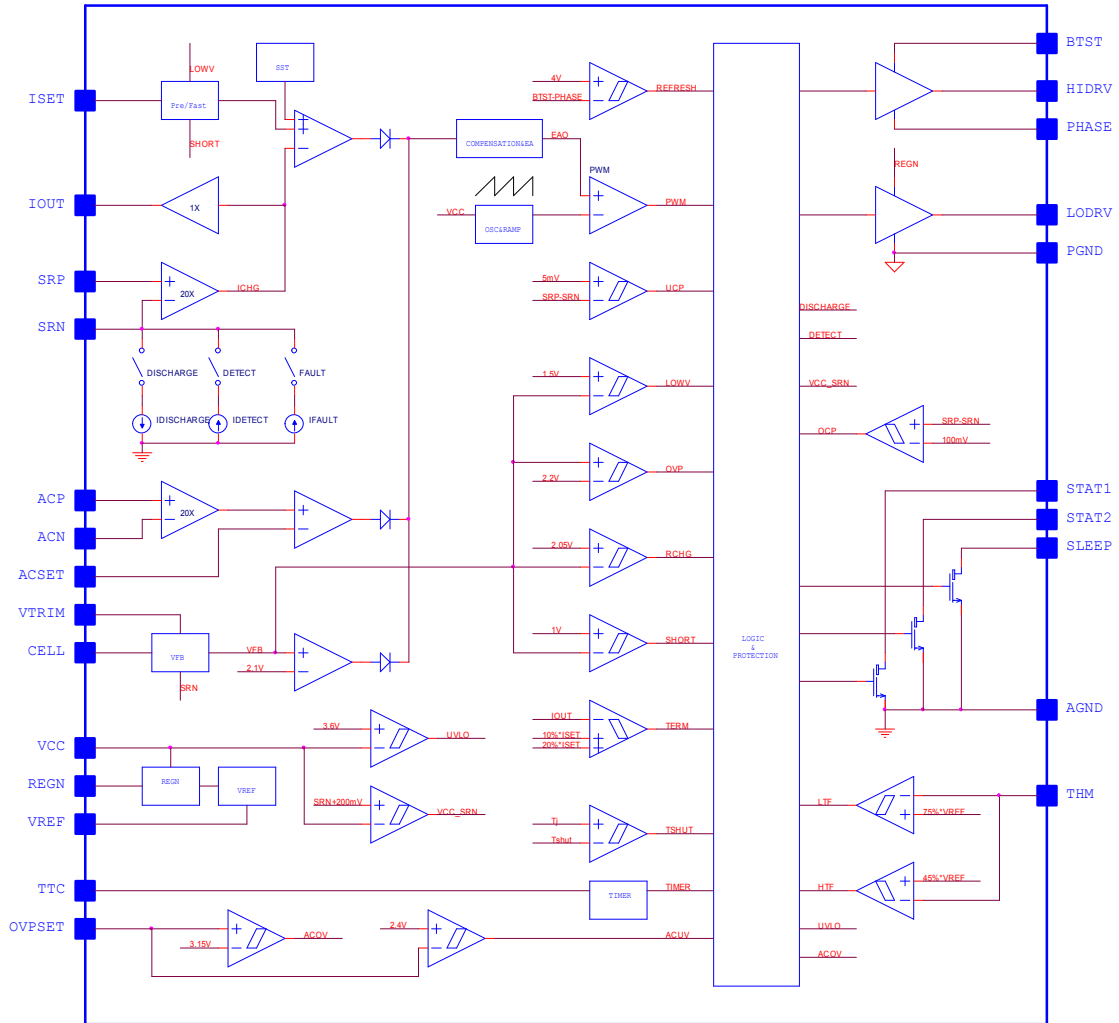 BTST
SST
LOWV
4V
REFRESH
ISET
Pre/Fast
BTST-PHASE
HIDRV
PHASE
SHORT
COMPENSATION&EA
EAO
REGN
PWM
IOUT
1X
VCC
OSC&RAMP
PWM
LODRV
PGND
SRP
20X
ICHG
5mV
SRP-SRN
UCP
DISCHARGE
SRN
DETECT
DISCHARGE
DETECT
FAULT
1.5V
LOWV
VCC_SRN
IDISCHARGE
IDETECT
IFAULT
OCP
SRP-SRN
100mV
2.2V
OVP
ACP
20X
STAT1
STAT2
ACN
2.05V
RCHG
SLEEP
ACSET
VTRIM
1V
SHORT
LOGIC
&
PROTECTION
CELL
VFB
VFB
2.1V
SRN
IOUT
10%*ISET
20%*ISET
TERM
AGND
3.6V
UVLO
VCC
REGN
REGN
VREF
SRN+200mV
VCC_SRN
LTF
75%*VREF
THM
VREF
Tj
Tshut
TSHUT
TTC
TIMER
TIMER
HTF
45%*VREF
OVPSET
3.15V
ACOV
2.4V
ACUV
UVLO
ACOV